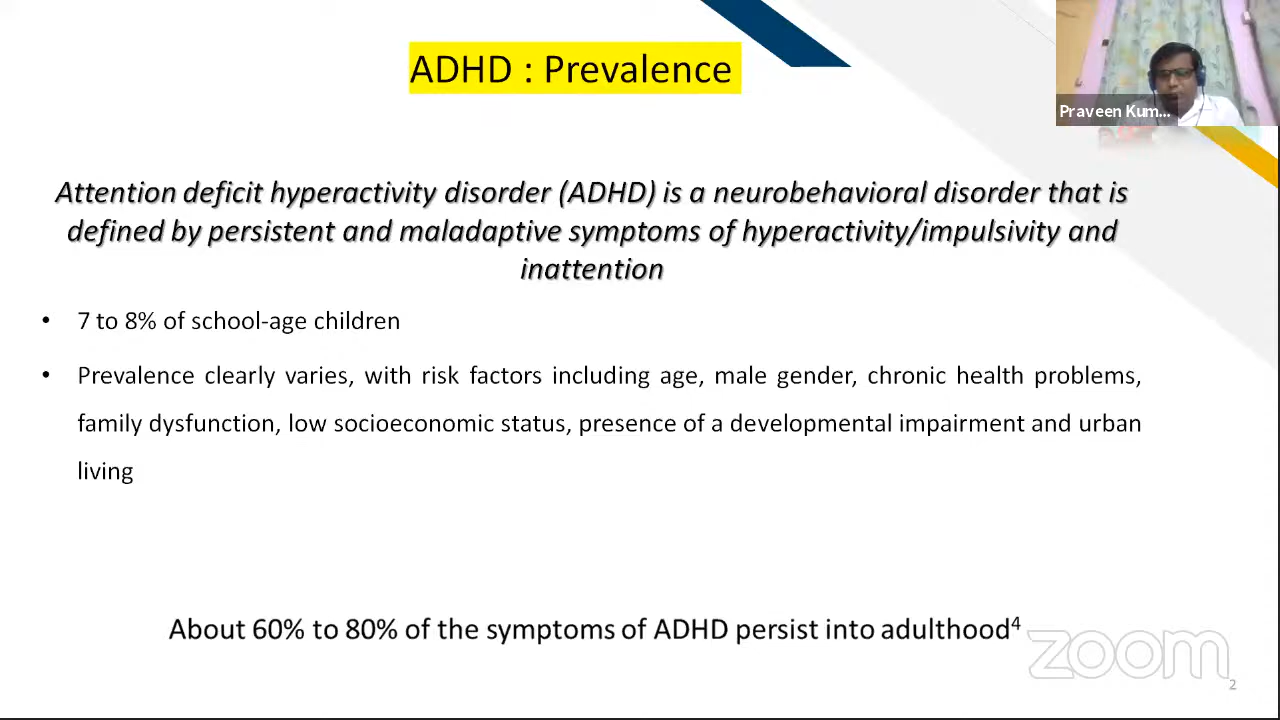 ADHD : Prevalence
Praveen Kum...
Attention deficit hyperactivity disorder (ADHD) is a neurobehavioral disorder that is
defined by persistent and maladaptive symptoms of hyperactivity/impulsivity and
inattention
• 7 to 8% of school-age children
• Prevalence clearly varies, with risk factors including age, male gender, chronic health problems,
family dysfunction, low socioeconomic status, presence of a developmental impairment and urban
living
About 60% to 80% of the symptoms of ADHD persist into adulthood⁴
zoom
2